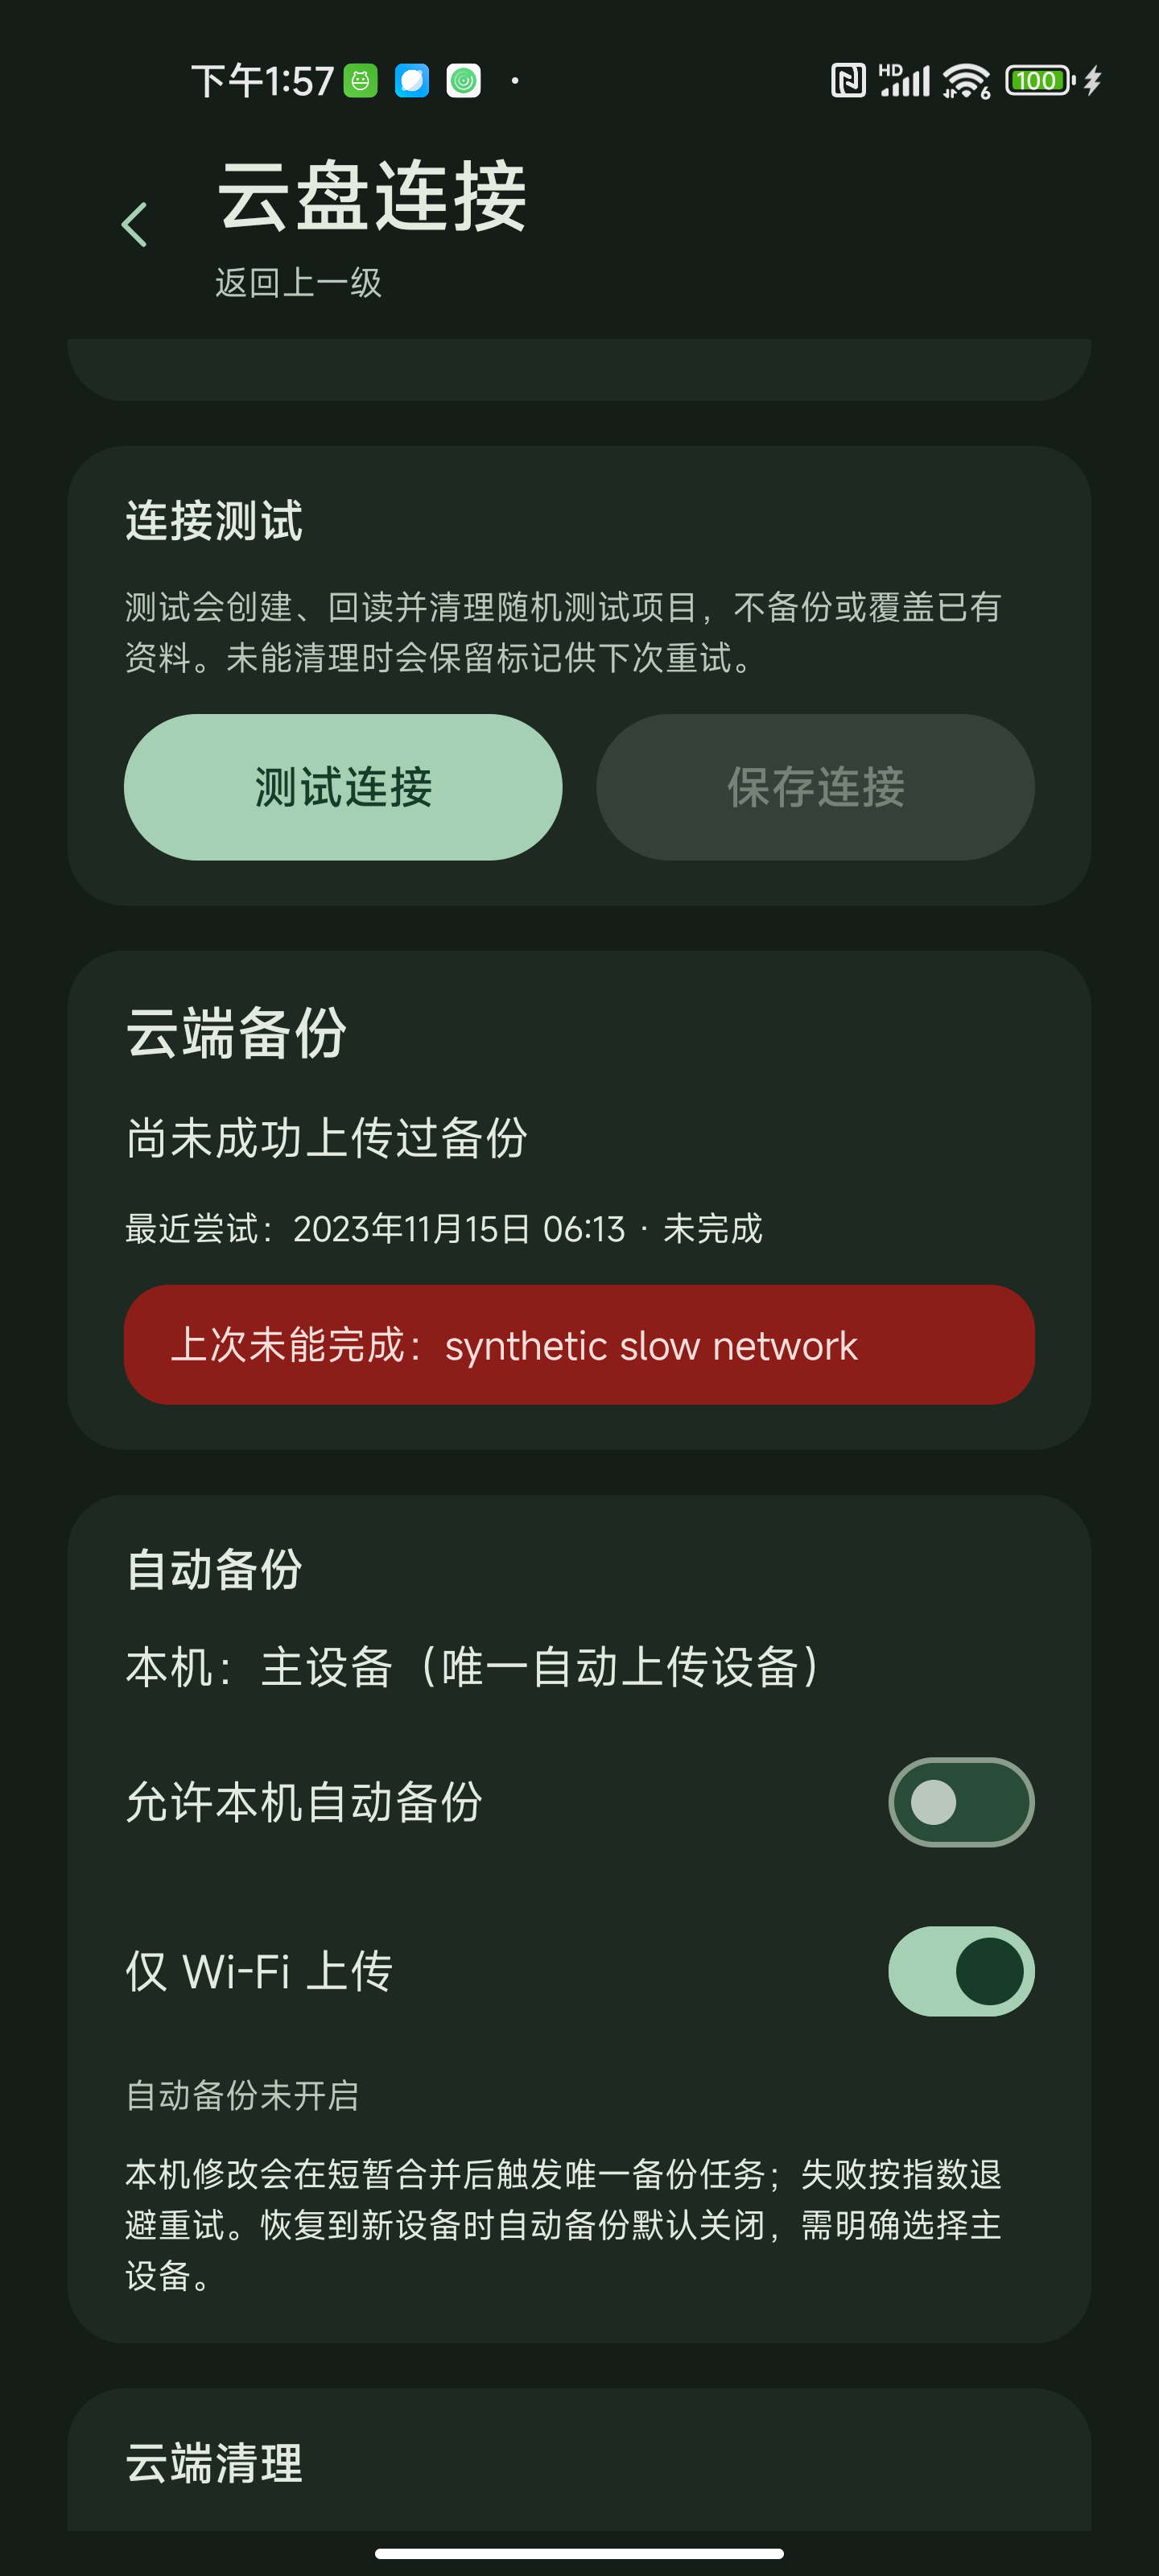 下午1:57
HD
6
100
云盘连接
返回上一级
连接测试
测试会创建、回读并清理随机测试项目，不备份或覆盖已有
资料。未能清理时会保留标记供下次重试。
测试连接
保存连接
云端备份
尚未成功上传过备份
最近尝试：2023年11月15日 06:13 · 未完成
上次未能完成：synthetic slow network
自动备份
本机：主设备（唯一自动上传设备）
允许本机自动备份
仅 Wi-Fi 上传
自动备份未开启
本机修改会在短暂合并后触发唯一备份任务；失败按指数退
避重试。恢复到新设备时自动备份默认关闭，需明确选择主
设备。
云端清理